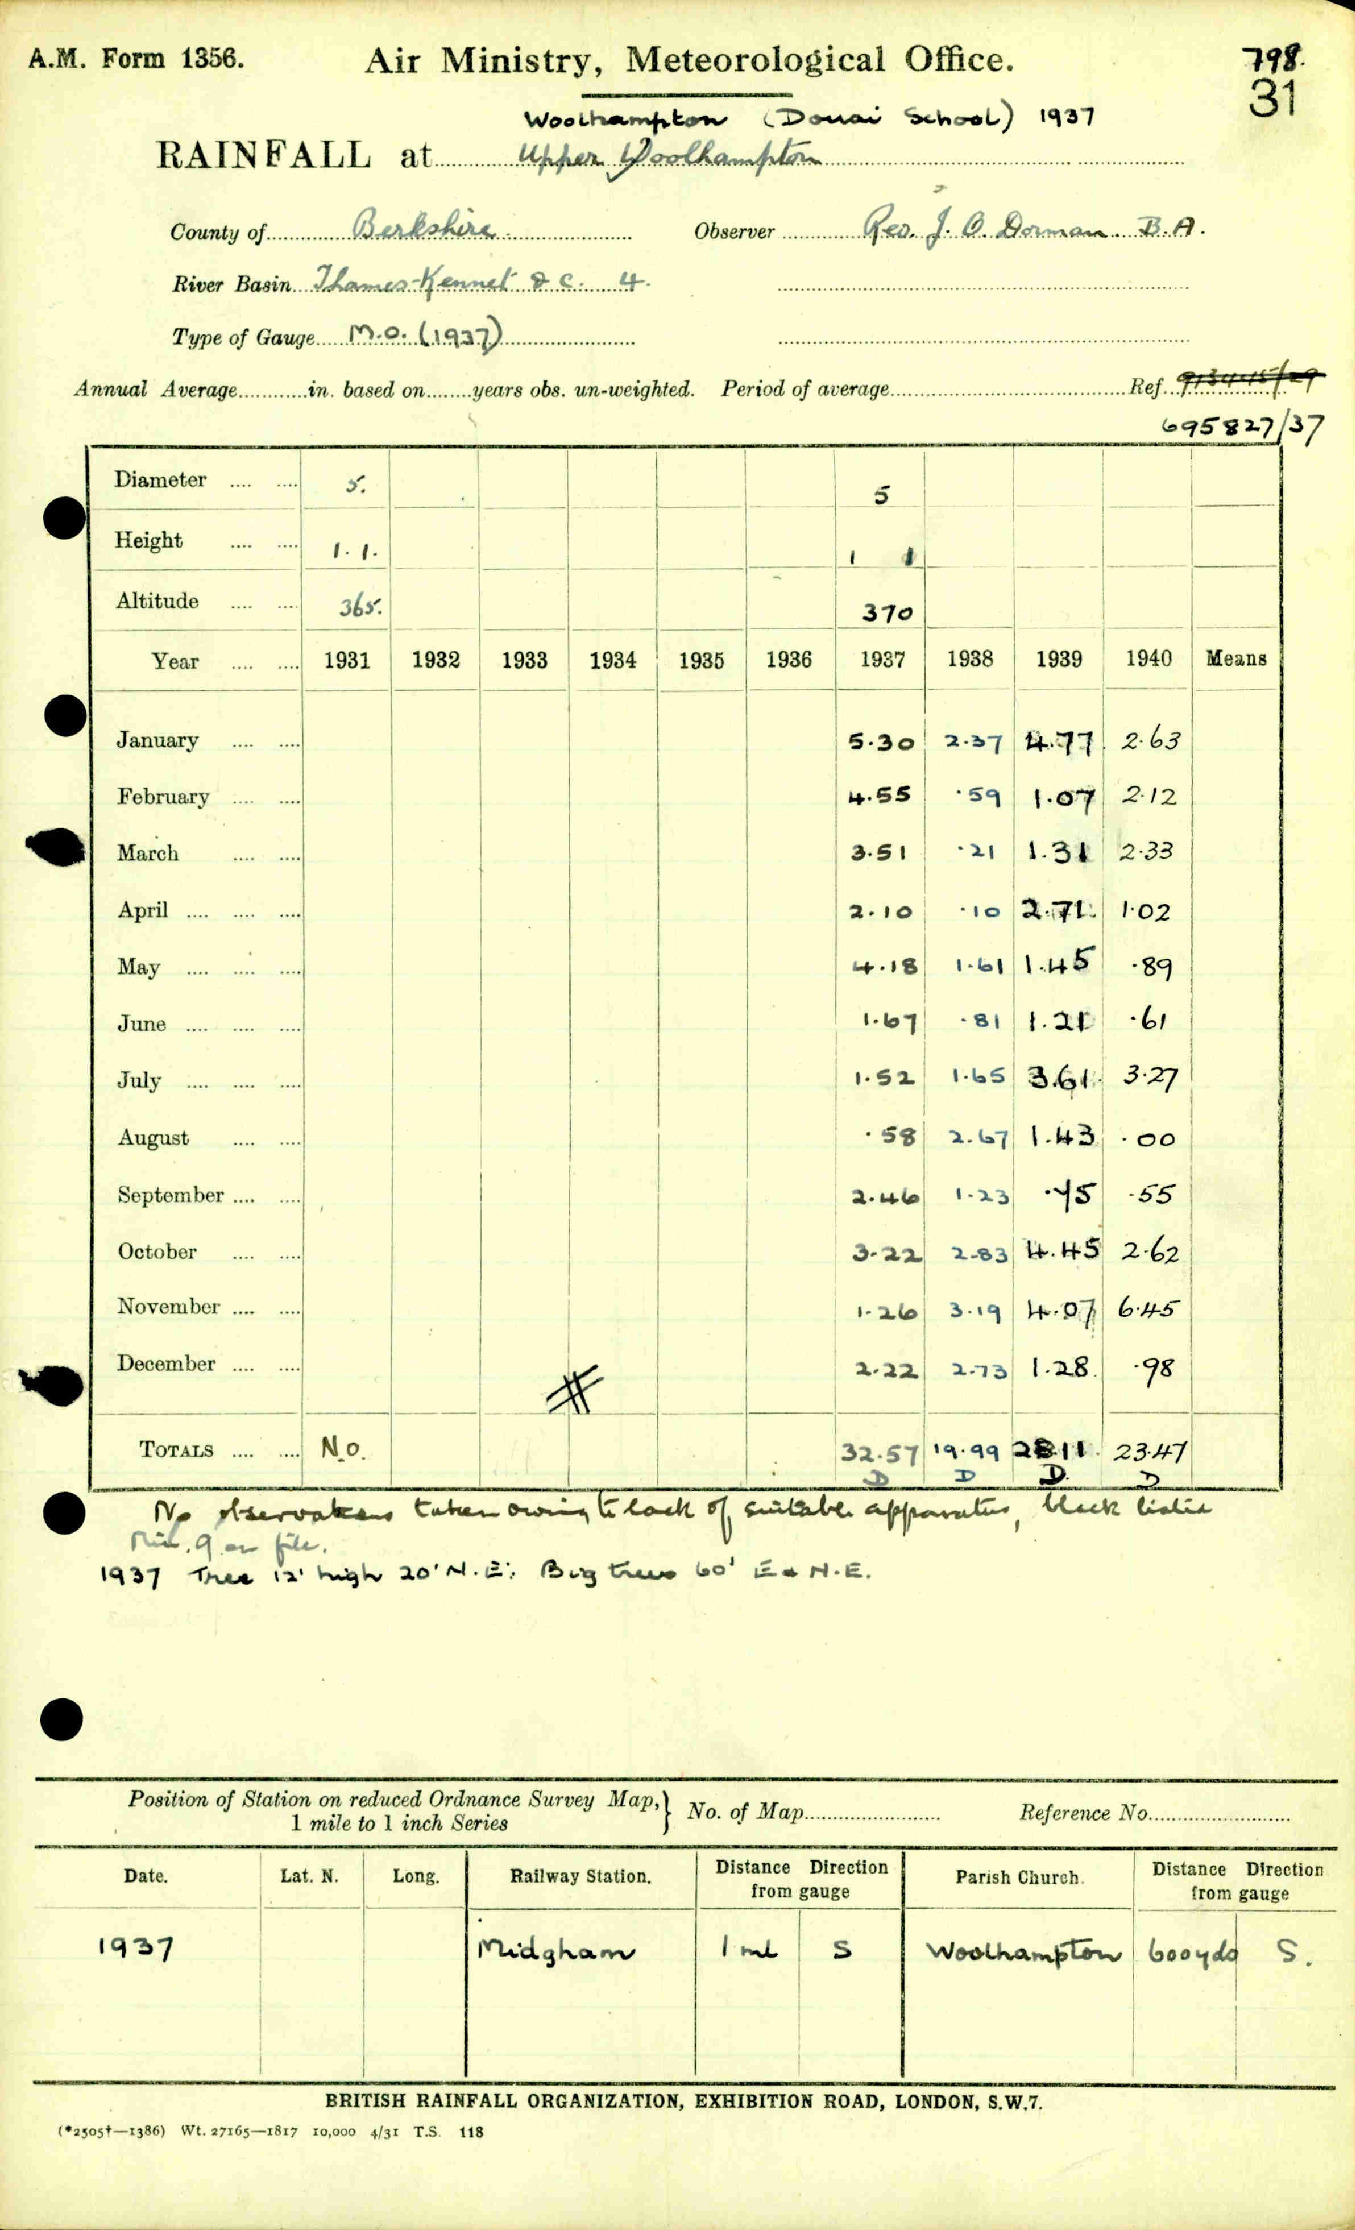 A.M. Form 1356. Air Ministry, Meteorological Office. 798.
31
Woolhampton (Douai School) 1937
RAINFALL at Upper Woolhampton
County of Berkshire Observer Rev. J. O. Dorman B.A.
River Basin Thames-Kennet & C. 4.
Type of Gauge M.O. (1937)
Annual Average in. based on years obs. un-weighted. Period of average Ref.
695827/37
Diameter 5. 5
Height 1. 1. 1 1
Altitude 365. 370
Year 1931 1932 1933 1934 1935 1936 1937 1938 1939 1940 Means
January 5.30 2.37 4.77 2.63
February 4.55 .59 1.07 2.12
March 3.51 .21 1.31 2.33
April 2.10 .10 2.71 1.02
May 4.18 1.61 1.45 .89
June 1.67 .81 1.21 .61
July 1.52 1.65 3.61 3.27
August .58 2.67 1.43 .00
September 2.46 1.23 .75 .55
October 3.22 2.83 4.45 2.62
November 1.26 3.19 4.07 6.45
December 2.22 2.73 1.28 .98
TOTALS N.O. 32.57 19.99 28.11 23.47
D D D D
No observations taken owing to lack of suitable apparatus, black listed
Min. 9 on file.
1937 Tree 12' high 20' N.E; Big trees 60' E & N.E.
Position of Station on reduced Ordnance Survey Map, } No. of Map Reference No.
1 mile to 1 inch Series
Date. Lat. N. Long. Railway Station. Distance Direction from gauge Parish Church. Distance Direction from gauge
1937 Midgham 1 ml S Woolhampton 600 yds S.
BRITISH RAINFALL ORGANIZATION, EXHIBITION ROAD, LONDON, S.W.7.
(*2505†—1386) Wt. 27165—1817 10,000 4/31 T.S. 118